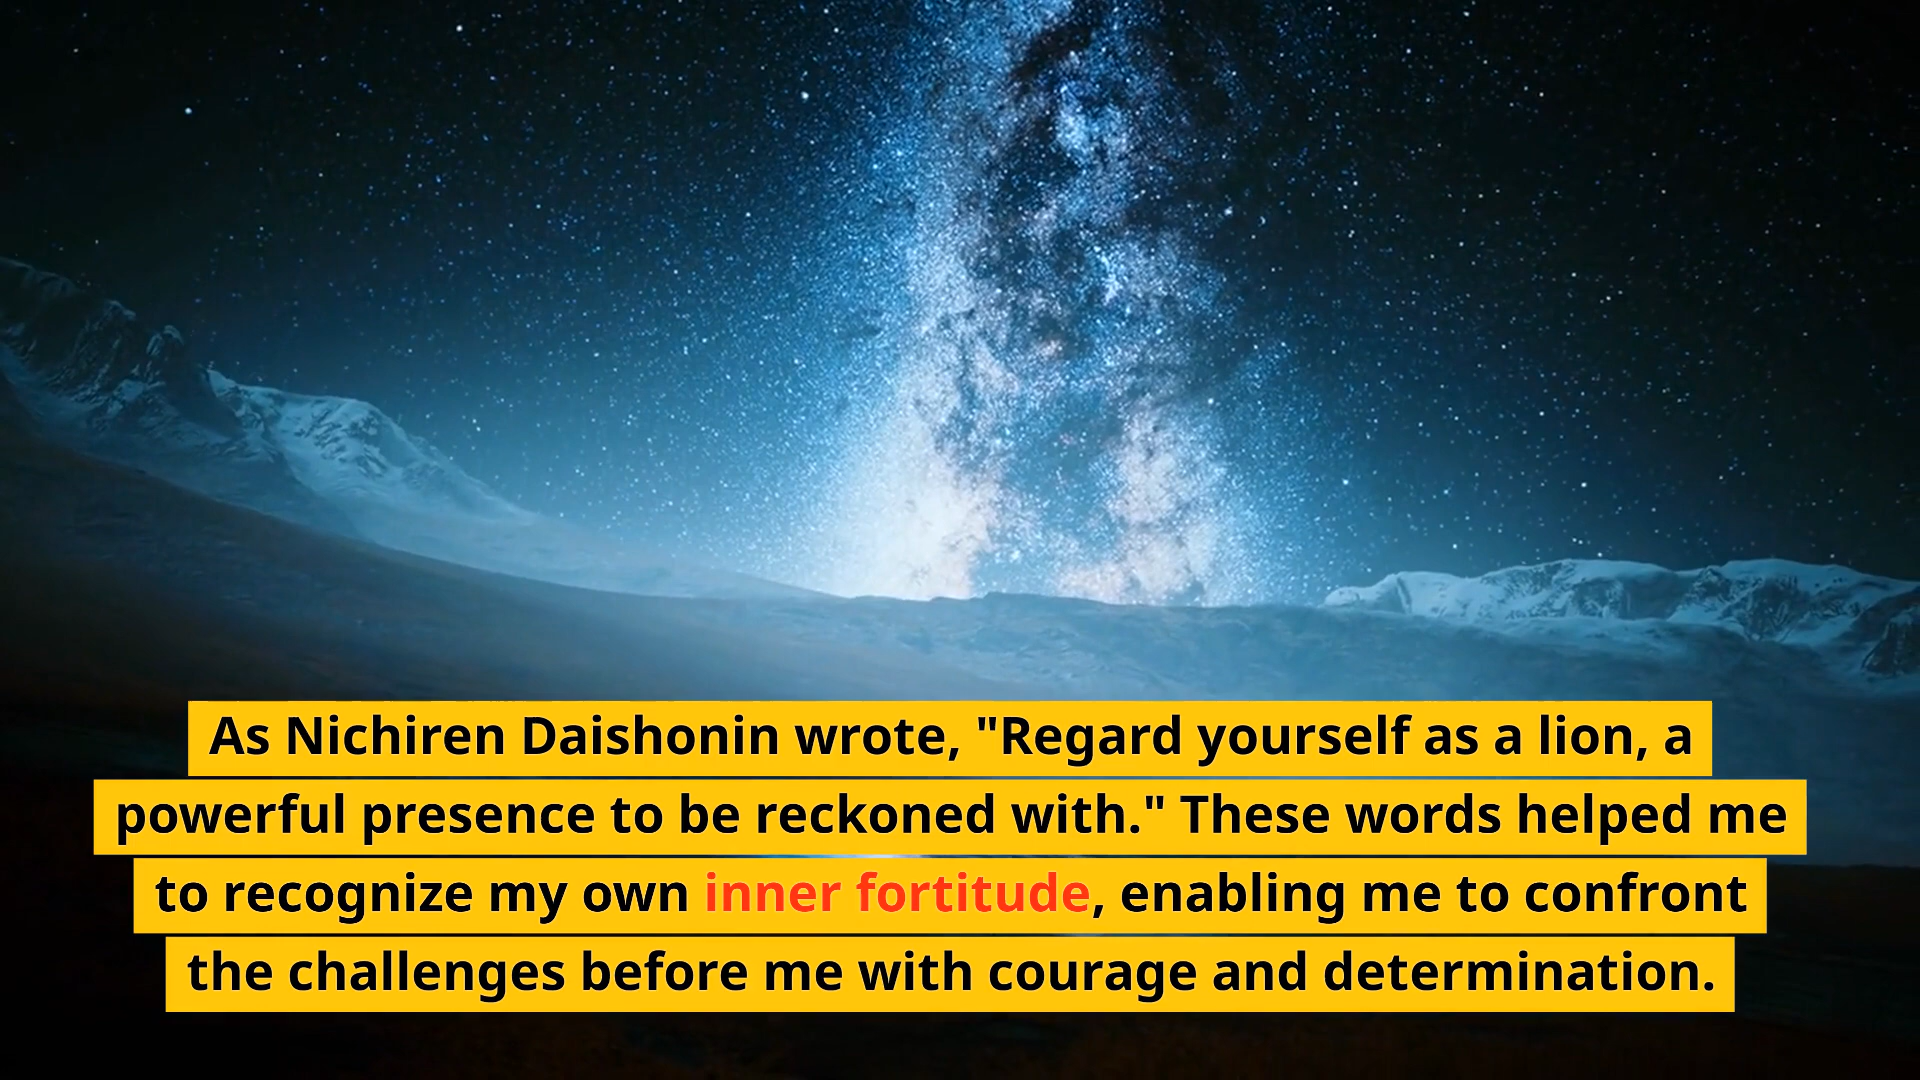 As Nichiren Daishonin wrote, "Regard yourself as a lion, a
powerful presence to be reckoned with." These words helped me
to recognize my own inner fortitude, enabling me to confront
the challenges before me with courage and determination.